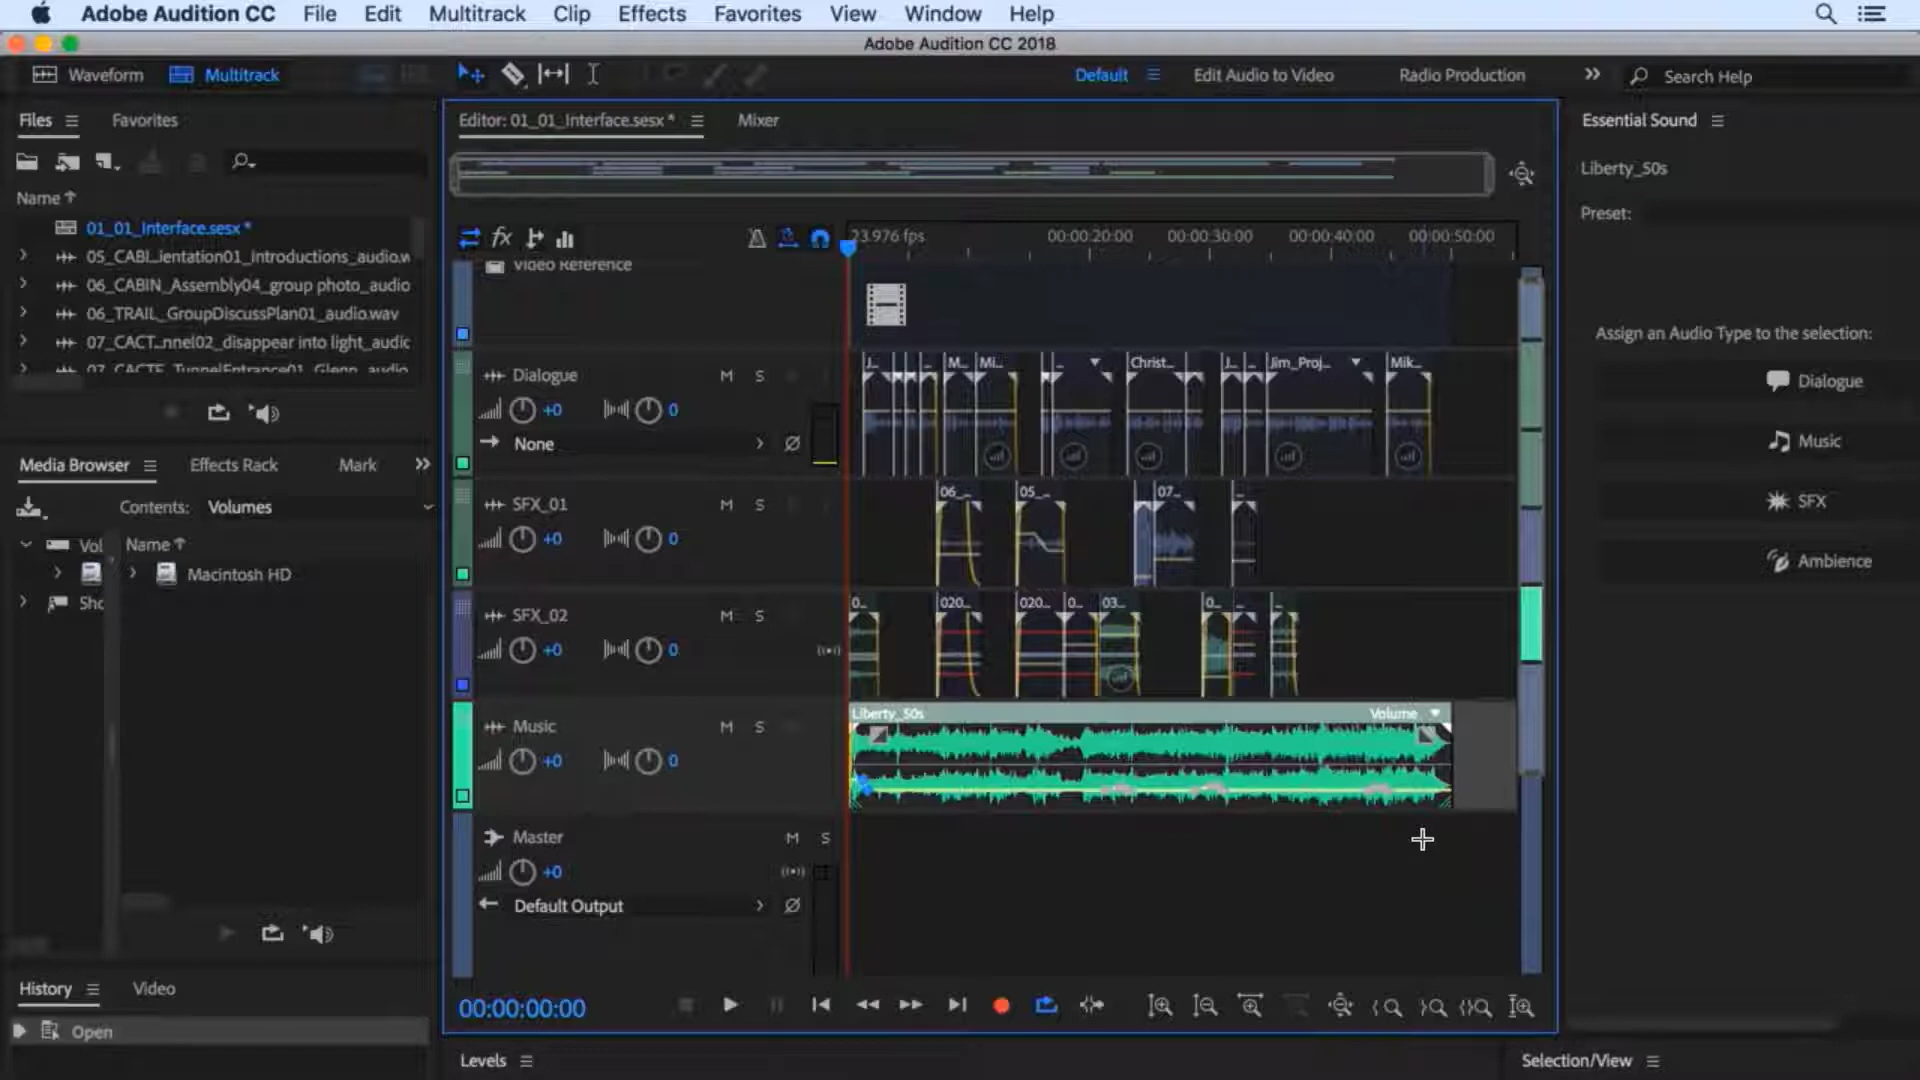 Adobe Audition CC File Edit Multitrack Clip Effects Favorites View Window Help
Adobe Audition CC 2018
Waveform Multitrack Default Edit Audio to Video Radio Production Search Help
Files Favorites
Name
01_01_Interface.sesx *
05_CABI...ientation01_Introductions_audio.w
06_CABIN_Assembly04_group photo_audio
06_TRAIL_GroupDiscussPlan01_audio.wav
07_CACT...nnel02_disappear into light_audio
07_CACTF_TunnelEntrance01_Glenn_audio
Media Browser Effects Rack Mark
Contents: Volumes
Vol Name
Macintosh HD
Sho
History Video
Open
Editor: 01_01_Interface.sesx * Mixer
fx 23.976 fps 00:00:20:00 00:00:30:00 00:00:40:00 00:00:50:00
Video Reference
Dialogue M S
+0 0
None
J... M... Mi... Christ... J... Jim_Proj... Mik...
SFX_01 M S
+0 0
06_... 05_... 07_...
SFX_02 M S
+0 0
0... 020... 020... 0... 03... 0...
Music M S
+0 0
Liberty_50s Volume
Master M S
+0
Default Output
00:00:00:00
Levels
Essential Sound
Liberty_50s
Preset:
Assign an Audio Type to the selection:
Dialogue
Music
SFX
Ambience
Selection/View